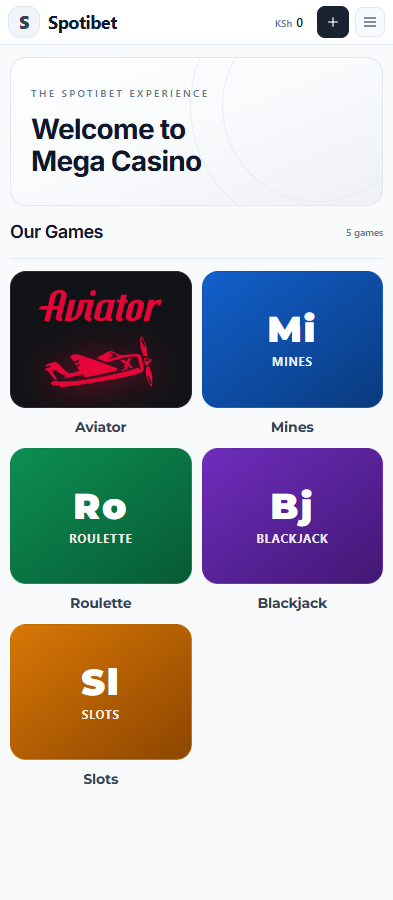 S Spotibet KSh 0 +
THE SPOTIBET EXPERIENCE
Welcome to
Mega Casino
Our Games 5 games
Aviator
X
Aviator
Mi
MINES
Mines
Ro
ROULETTE
Roulette
Bj
BLACKJACK
Blackjack
Sl
SLOTS
Slots